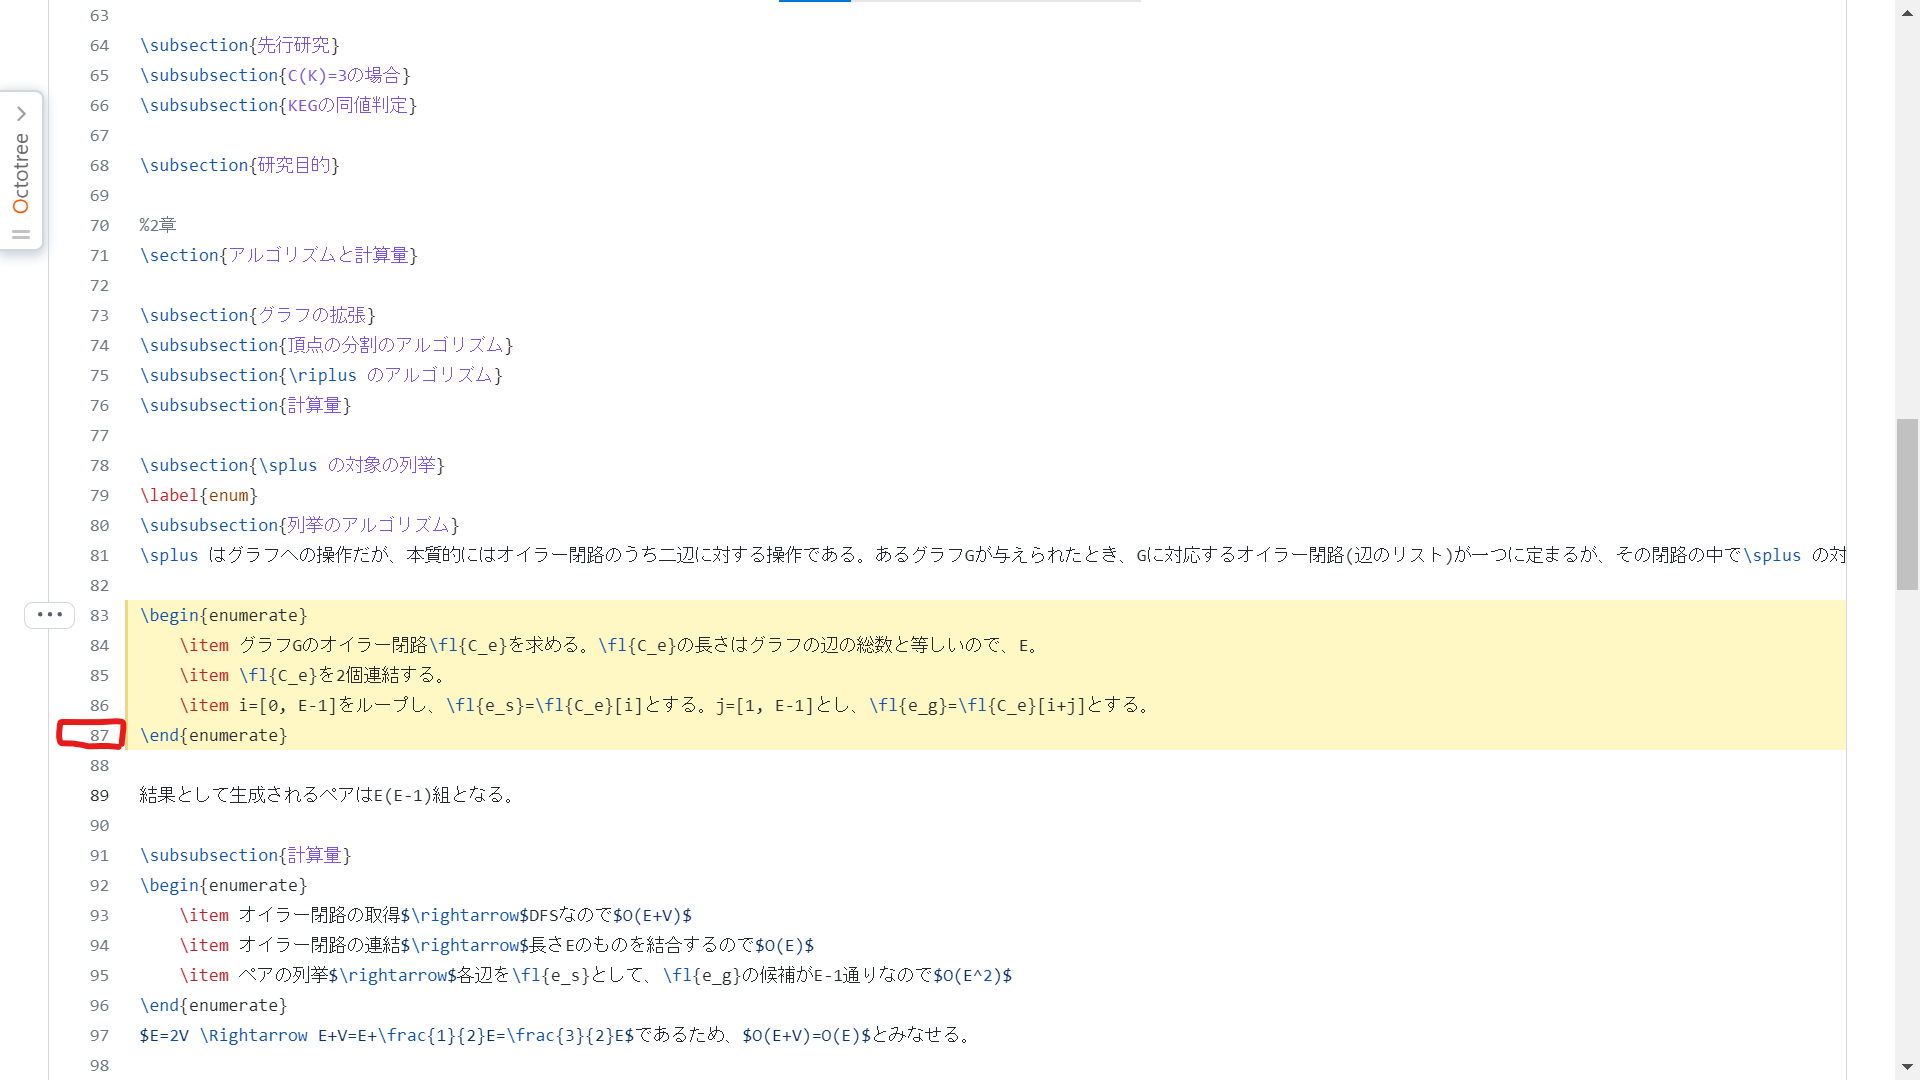 63
64 \subsection{先行研究}
65 \subsubsection{C(K)=3の場合}
66 \subsubsection{KEGの同値判定}
67
68 \subsection{研究目的}
69
70 %2章
71 \section{アルゴリズムと計算量}
72
73 \subsection{グラフの拡張}
74 \subsubsection{頂点の分割のアルゴリズム}
75 \subsubsection{\riplus のアルゴリズム}
76 \subsubsection{計算量}
77
78 \subsection{\splus の対象の列挙}
79 \label{enum}
80 \subsubsection{列挙のアルゴリズム}
81 \splus はグラフへの操作だが、本質的にはオイラー閉路のうち二辺に対する操作である。あるグラフGが与えられたとき、Gに対応するオイラー閉路(辺のリスト)が一つに定まるが、その閉路の中で\splus の対
82
83 \begin{enumerate}
84 \item グラフGのオイラー閉路\fl{C_e}を求める。\fl{C_e}の長さはグラフの辺の総数と等しいので、E。
85 \item \fl{C_e}を2個連結する。
86 \item i=[0, E-1]をループし、\fl{e_s}=\fl{C_e}[i]とする。j=[1, E-1]とし、\fl{e_g}=\fl{C_e}[i+j]とする。
87 \end{enumerate}
88
89 結果として生成されるペアはE(E-1)組となる。
90
91 \subsubsection{計算量}
92 \begin{enumerate}
93 \item オイラー閉路の取得$\rightarrow$DFSなので$O(E+V)$
94 \item オイラー閉路の連結$\rightarrow$長さEのものを結合するので$O(E)$
95 \item ペアの列挙$\rightarrow$各辺を\fl{e_s}として、\fl{e_g}の候補がE-1通りなので$O(E^2)$
96 \end{enumerate}
97 $E=2V \Rightarrow E+V=E+\frac{1}{2}E=\frac{3}{2}E$であるため、$O(E+V)=O(E)$とみなせる。
98
Octotree